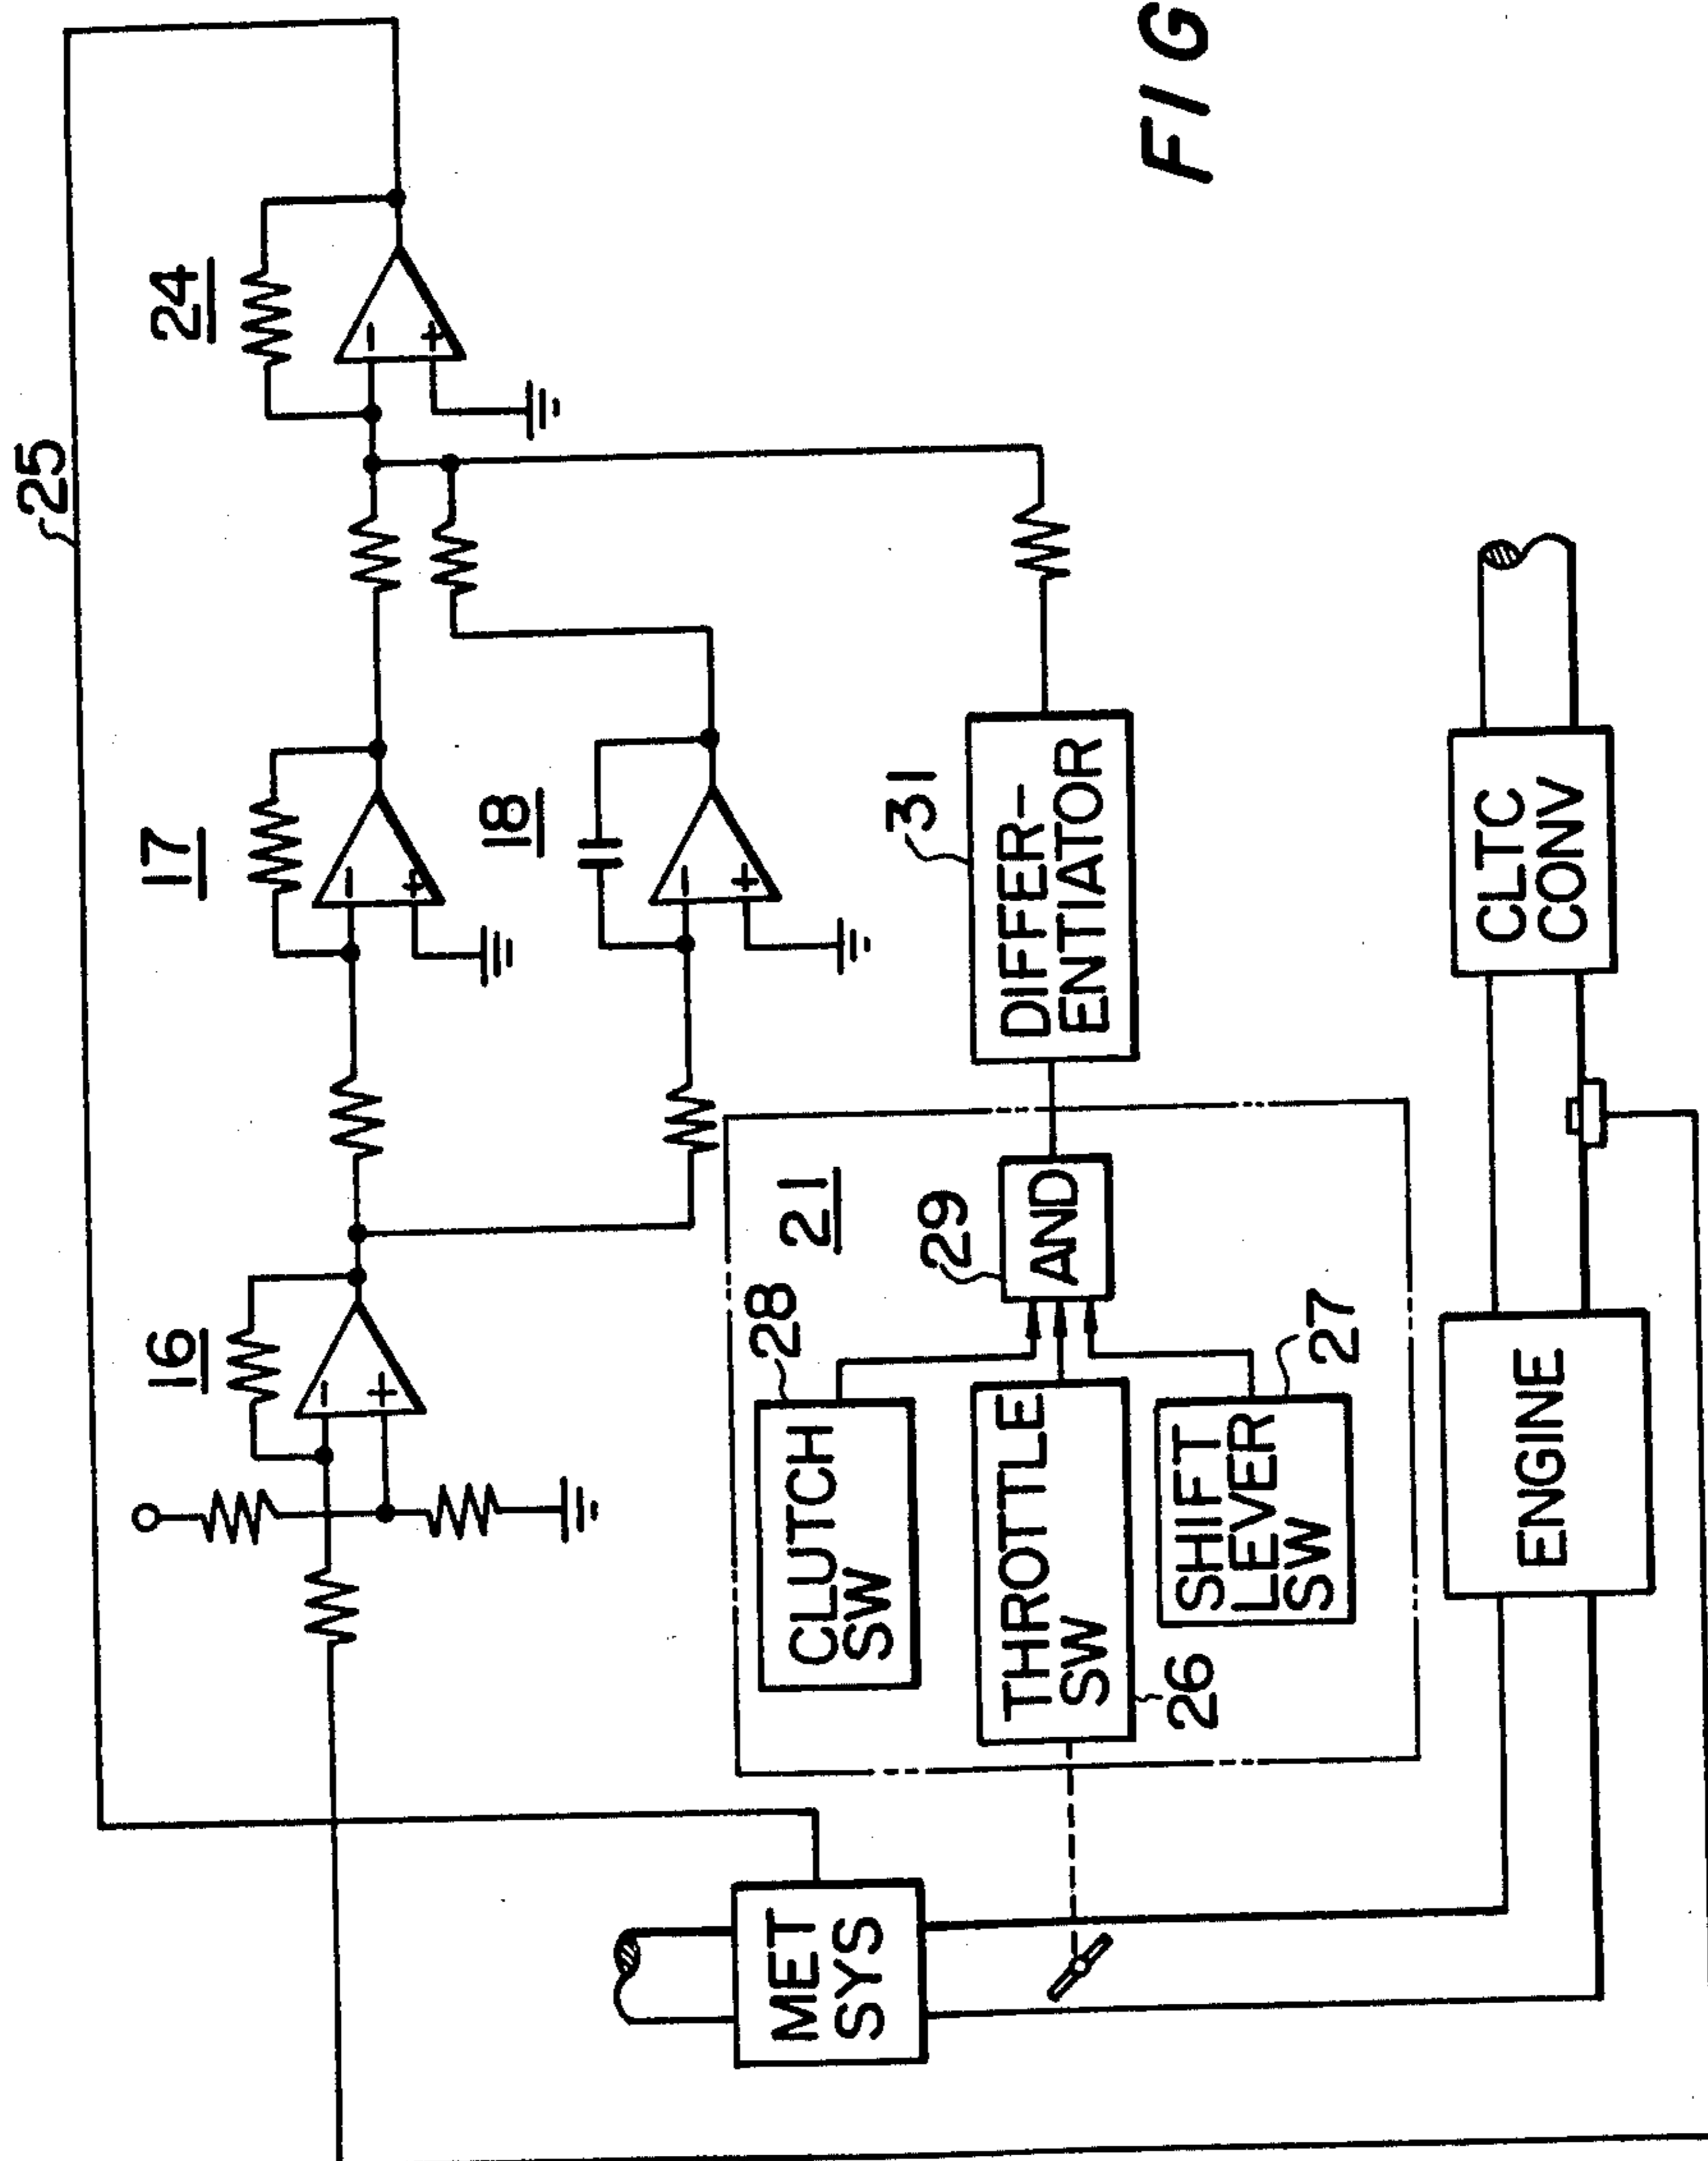 25
FIG
24
17
18
31
DIFFER-
ENTIATOR
CLTC
CONV
16
21
28
29
AND
27
CLUTCH
SW
THROTTLE
SW
SHIFT
LEVER
SW
26
ENGINE
MET
SYS
−
+
−
+
−
+
−
+